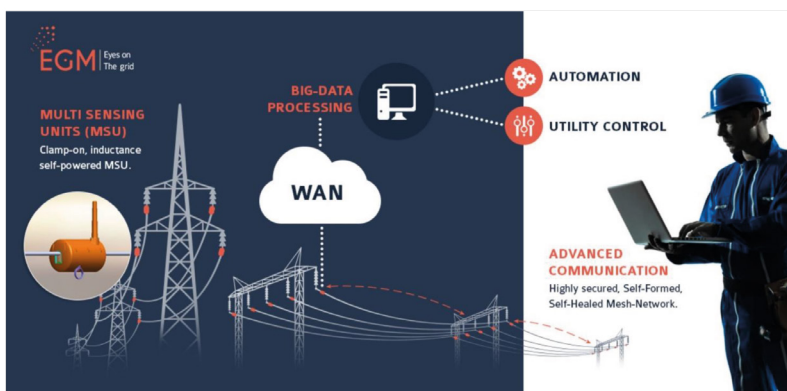 EGM
Eyes on
The grid
MULTI SENSING
UNITS (MSU)
Clamp-on, inductance
self-powered MSU.
BIG-DATA
PROCESSING
WAN
AUTOMATION
UTILITY CONTROL
ADVANCED
COMMUNICATION
Highly secured, Self-Formed,
Self-Healed Mesh-Network.